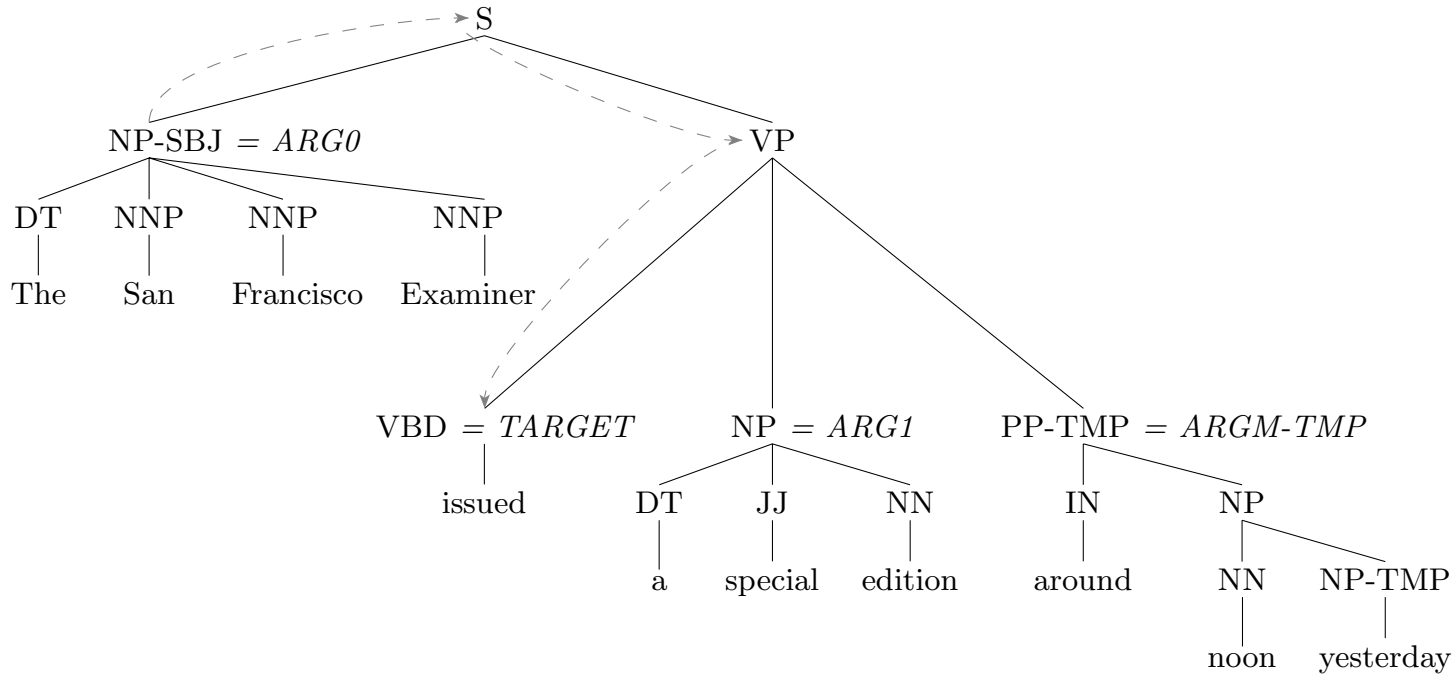 S
NP-SBJ = ARG0 VP
DT NNP NNP NNP
The San Francisco Examiner
VBD = TARGET NP = ARG1 PP-TMP = ARGM-TMP
issued DT JJ NN IN NP
a special edition around NN NP-TMP
noon yesterday